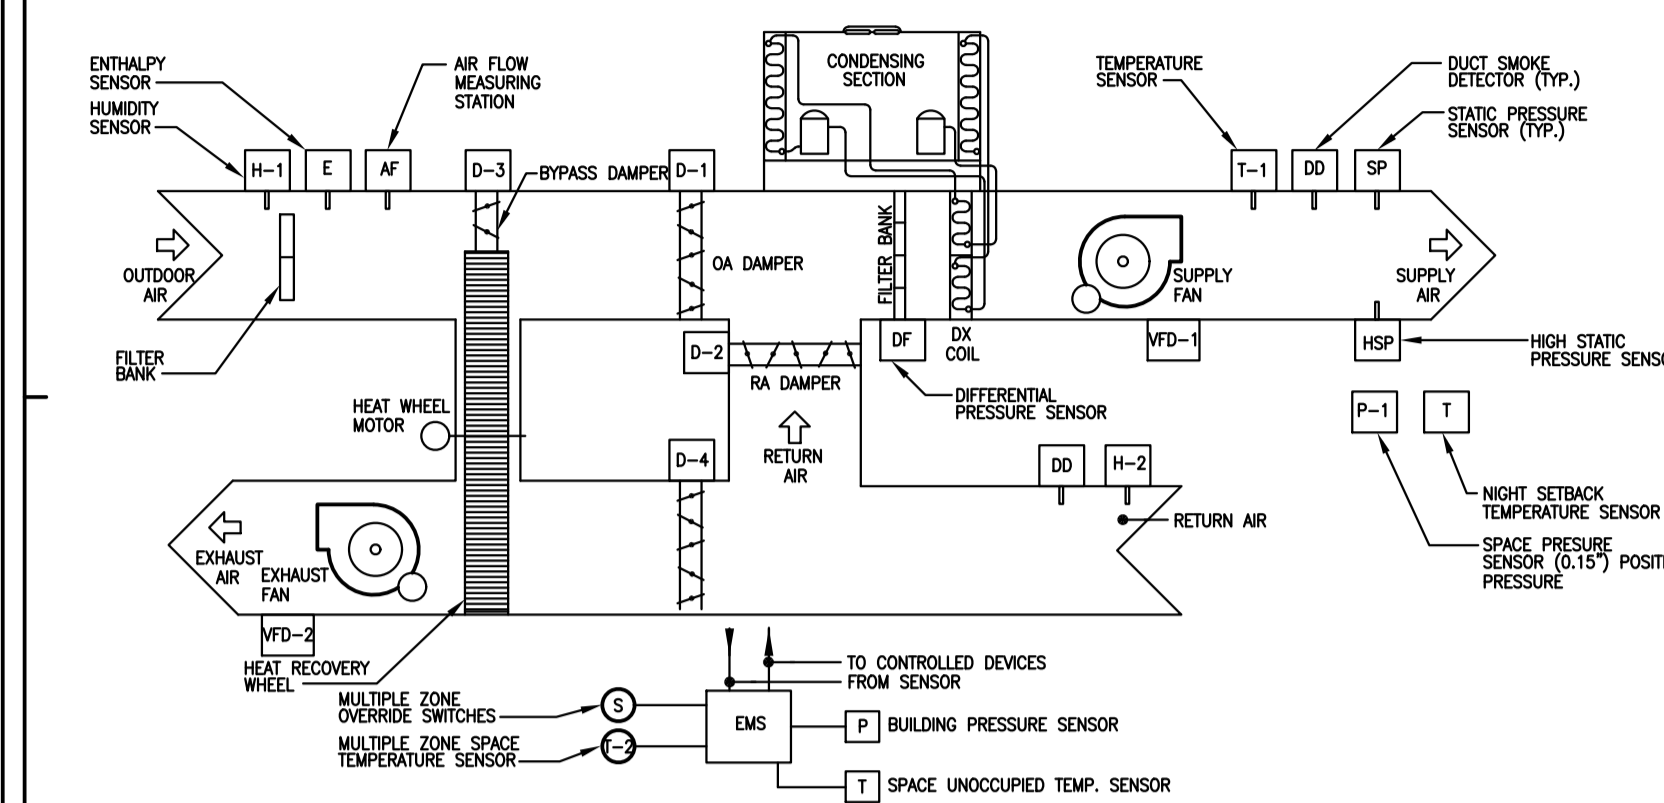 ENTHALPY
SENSOR
HUMIDITY
SENSOR
AIR FLOW
MEASURING
STATION
CONDENSING
SECTION
TEMPERATURE
SENSOR
DUCT SMOKE
DETECTOR (TYP.)
STATIC PRESSURE
SENSOR (TYP.)
H-1
E
AF
D-3
BYPASS DAMPER
D-1
T-1
DD
SP
OUTDOOR
AIR
OA DAMPER
FILTER BANK
SUPPLY
FAN
SUPPLY
AIR
FILTER
BANK
D-2
RA DAMPER
DF
DX
COIL
VFD-1
HSP
HIGH STATIC
PRESSURE SENSO
DIFFERENTIAL
PRESSURE SENSOR
HEAT WHEEL
MOTOR
P-1
T
RETURN
AIR
D-4
DD
H-2
NIGHT SETBACK
TEMPERATURE SENSOR
RETURN AIR
SPACE PRESURE
SENSOR (0.15") POSITI
PRESSURE
EXHAUST
AIR
EXHAUST
FAN
VFD-2
HEAT RECOVERY
WHEEL
TO CONTROLLED DEVICES
FROM SENSOR
MULTIPLE ZONE
OVERRIDE SWITCHES
S
EMS
P
BUILDING PRESSURE SENSOR
MULTIPLE ZONE SPACE
TEMPERATURE SENSOR
T-2
T
SPACE UNOCCUPIED TEMP. SENSOR